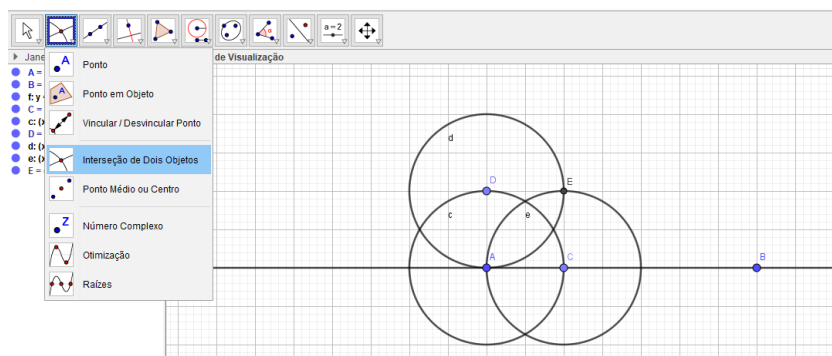 a=2
Jane
de Visualização
A =
B =
f: y
C =
c: (x
D =
d: (x
e: (x
E =
A
Ponto
A
Ponto em Objeto
Vincular / Desvincular Ponto
Interseção de Dois Objetos
Ponto Médio ou Centro
Z
Número Complexo
Otimização
Raízes
d
D
E
c
e
A
C
B